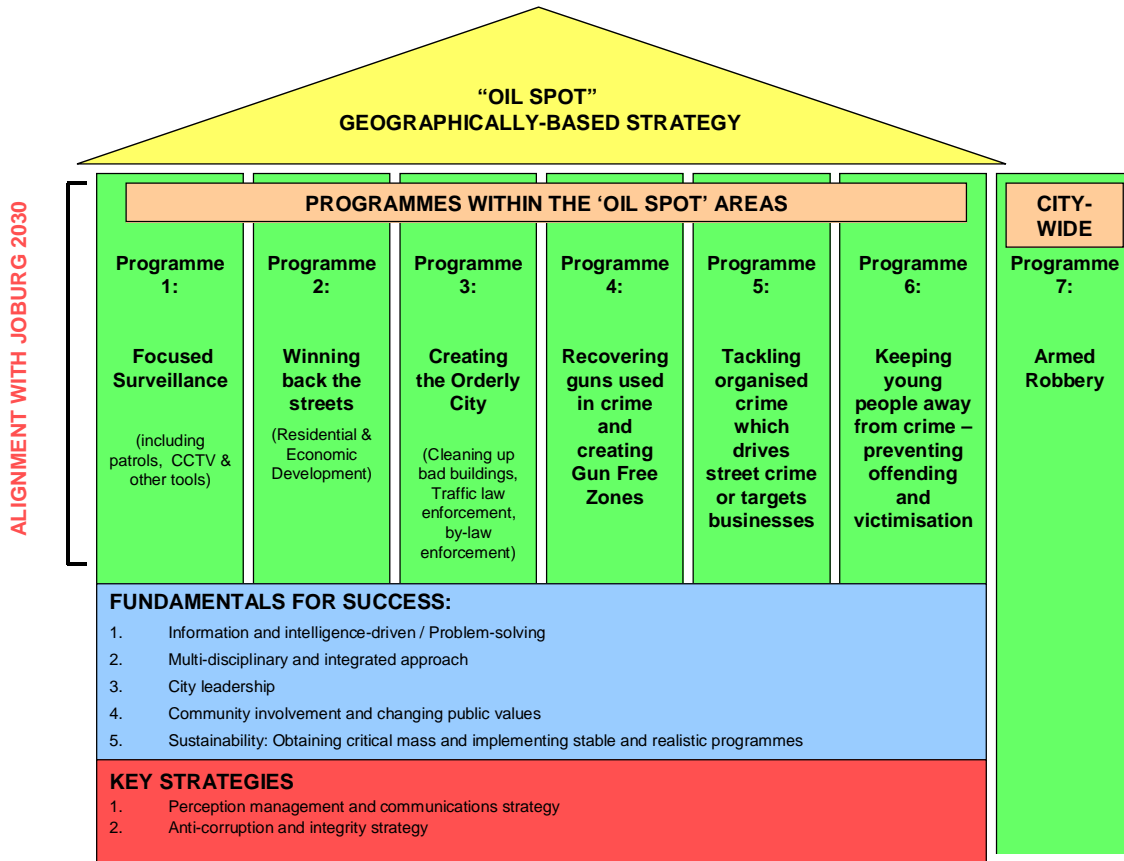 “OIL SPOT”
GEOGRAPHICALLY-BASED STRATEGY
ALIGNMENT WITH JOBURG 2030
PROGRAMMES WITHIN THE ‘OIL SPOT’ AREAS
CITY-
WIDE
Programme
1:
Focused
Surveillance
(including
patrols, CCTV &
other tools)
Programme
2:
Winning
back the
streets
(Residential &
Economic
Development)
Programme
3:
Creating
the Orderly
City
(Cleaning up
bad buildings,
Traffic law
enforcement,
by-law
enforcement)
Programme
4:
Recovering
guns used
in crime
and
creating
Gun Free
Zones
Programme
5:
Tackling
organised
crime
which
drives
street crime
or targets
businesses
Programme
6:
Keeping
young
people away
from crime –
preventing
offending
and
victimisation
Programme
7:
Armed
Robbery
FUNDAMENTALS FOR SUCCESS:
1. Information and intelligence-driven / Problem-solving
2. Multi-disciplinary and integrated approach
3. City leadership
4. Community involvement and changing public values
5. Sustainability: Obtaining critical mass and implementing stable and realistic programmes
KEY STRATEGIES
1. Perception management and communications strategy
2. Anti-corruption and integrity strategy